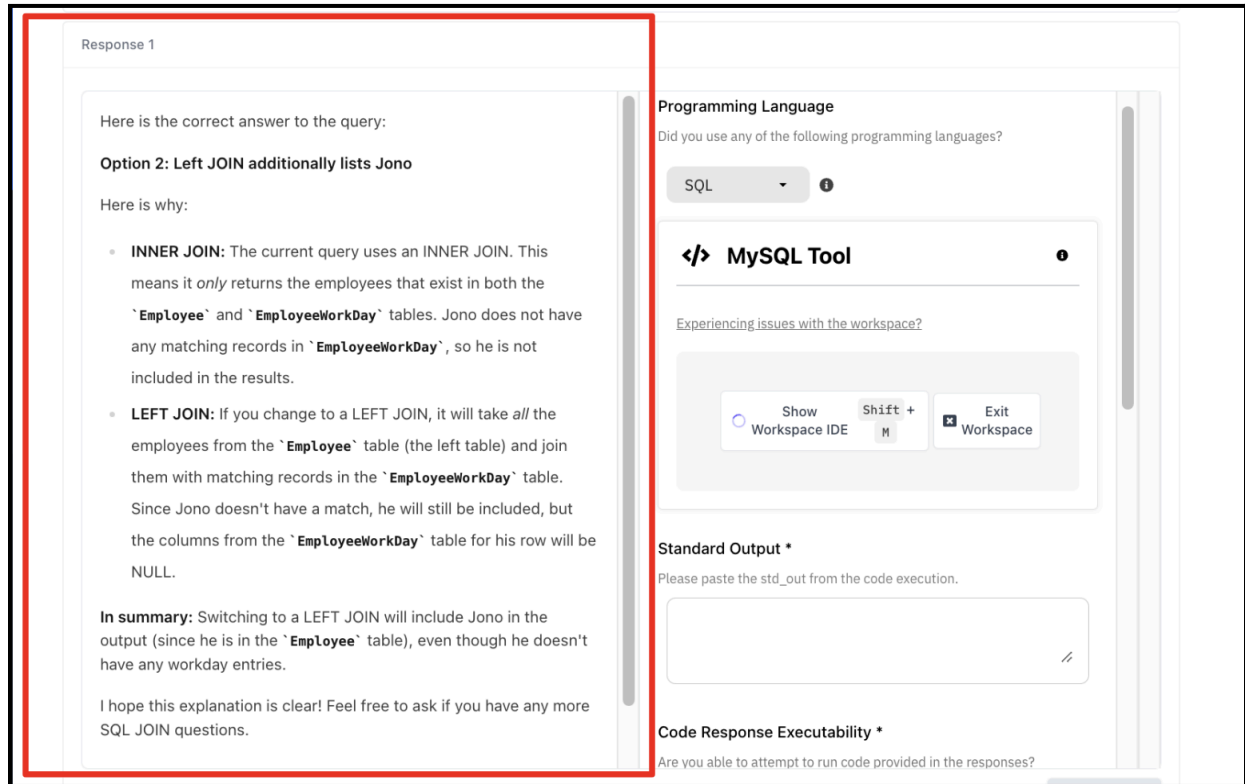 Response 1
Here is the correct answer to the query:
Option 2: Left JOIN additionally lists Jono
Here is why:
INNER JOIN: The current query uses an INNER JOIN. This
means it only returns the employees that exist in both the
`Employee` and `EmployeeWorkDay` tables. Jono does not have
any matching records in `EmployeeWorkDay`, so he is not
included in the results.
LEFT JOIN: If you change to a LEFT JOIN, it will take all the
employees from the `Employee` table (the left table) and join
them with matching records in the `EmployeeWorkDay` table.
Since Jono doesn't have a match, he will still be included, but
the columns from the `EmployeeWorkDay` table for his row will be
NULL.
In summary: Switching to a LEFT JOIN will include Jono in the
output (since he is in the `Employee` table), even though he doesn't
have any workday entries.
I hope this explanation is clear! Feel free to ask if you have any more
SQL JOIN questions.
Programming Language
Did you use any of the following programming languages?
SQL
</> MySQL Tool
Experiencing issues with the workspace?
Show
Workspace IDE
Shift +
M
Exit
Workspace
Standard Output *
Please paste the std_out from the code execution.
Code Response Executability *
Are you able to attempt to run code provided in the responses?